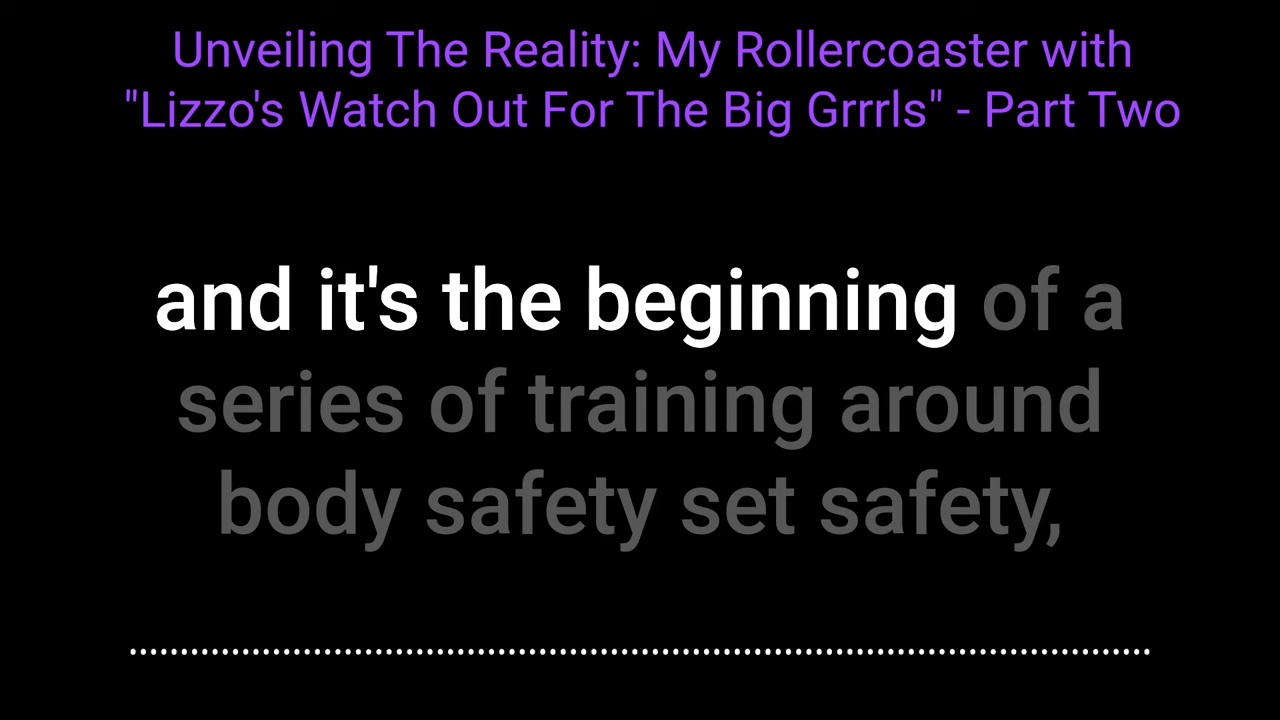 Unveiling The Reality: My Rollercoaster with
"Lizzo's Watch Out For The Big Grrrls" - Part Two
and it's the beginning of a
series of training around
body safety set safety,